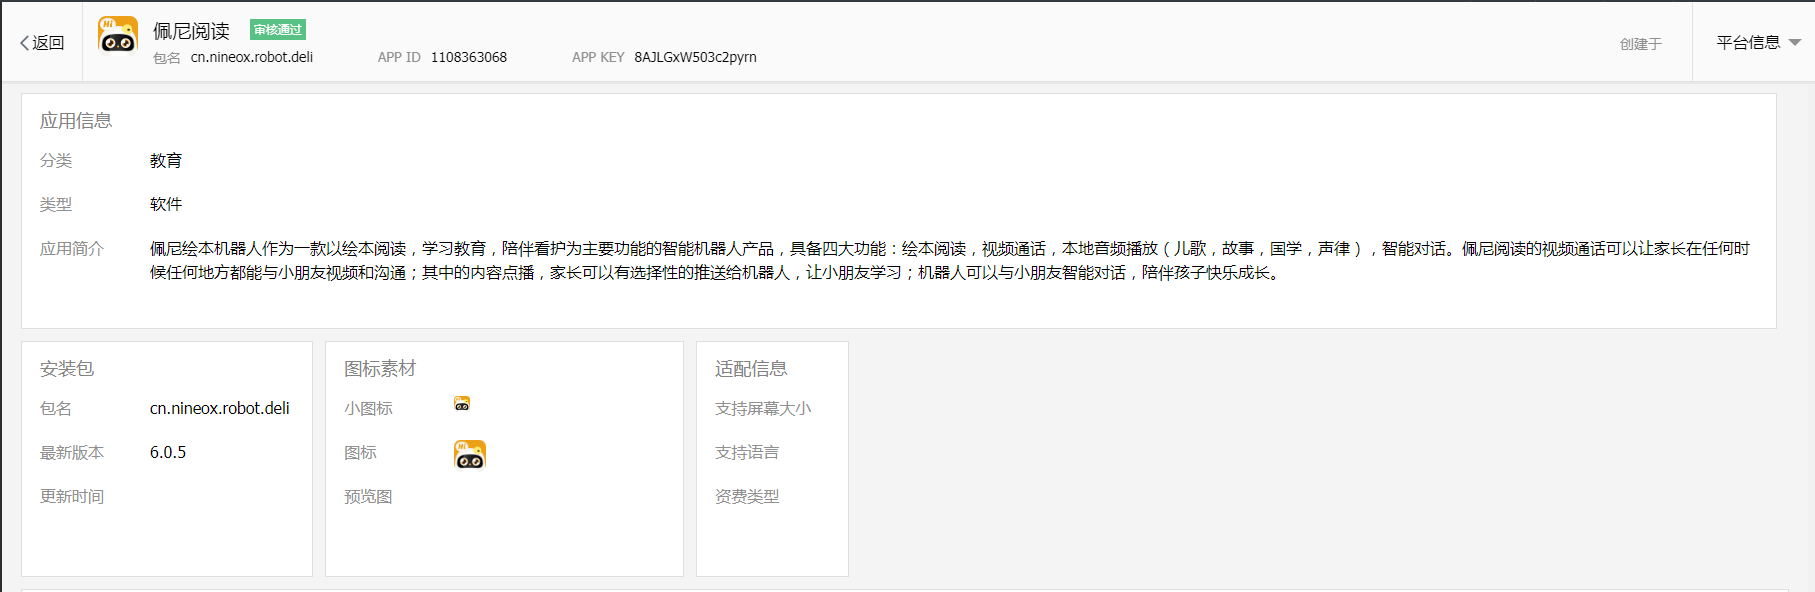 返回
佩尼阅读 审核通过
包名 cn.nineox.robot.deli APP ID 1108363068 APP KEY 8AJLGxW503c2pyrn
创建于
平台信息
应用信息
分类 教育
类型 软件
应用简介 佩尼绘本机器人作为一款以绘本阅读，学习教育，陪伴看护为主要功能的智能机器人产品，具备四大功能：绘本阅读，视频通话，本地音频播放（儿歌，故事，国学，声律），智能对话。佩尼阅读的视频通话可以让家长在任何时
候任何地方都能与小朋友视频和沟通；其中的内容点播，家长可以有选择性的推送给机器人，让小朋友学习；机器人可以与小朋友智能对话，陪伴孩子快乐成长。
安装包
包名 cn.nineox.robot.deli
最新版本 6.0.5
更新时间
图标素材
小图标
图标
预览图
适配信息
支持屏幕大小
支持语言
资费类型